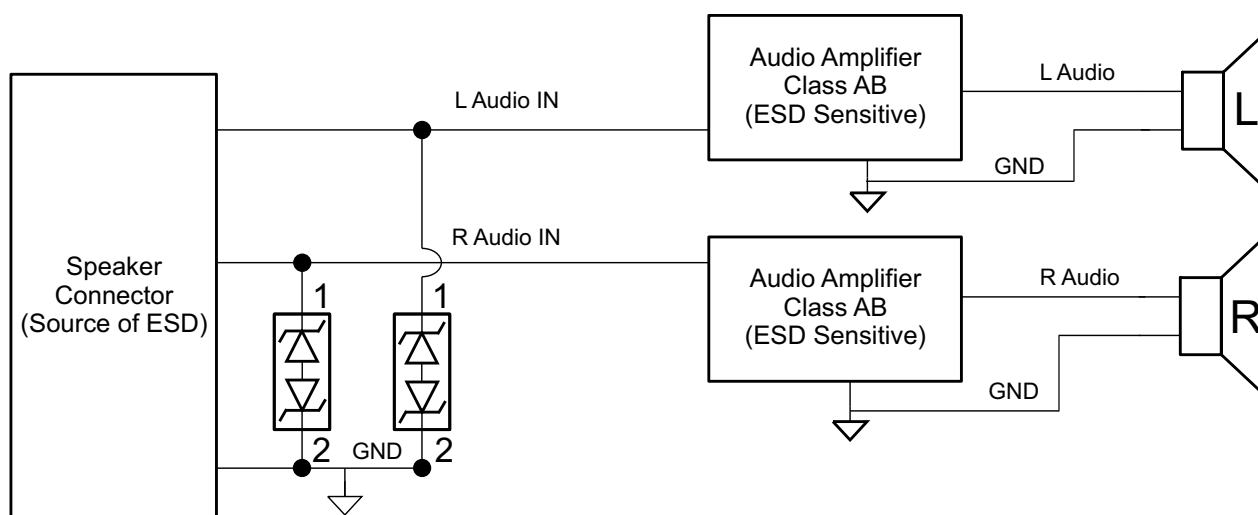 Speaker
Connector
(Source of ESD)
L Audio IN
R Audio IN
1
1
2
2
GND
Audio Amplifier
Class AB
(ESD Sensitive)
L Audio
GND
L
Audio Amplifier
Class AB
(ESD Sensitive)
R Audio
GND
R